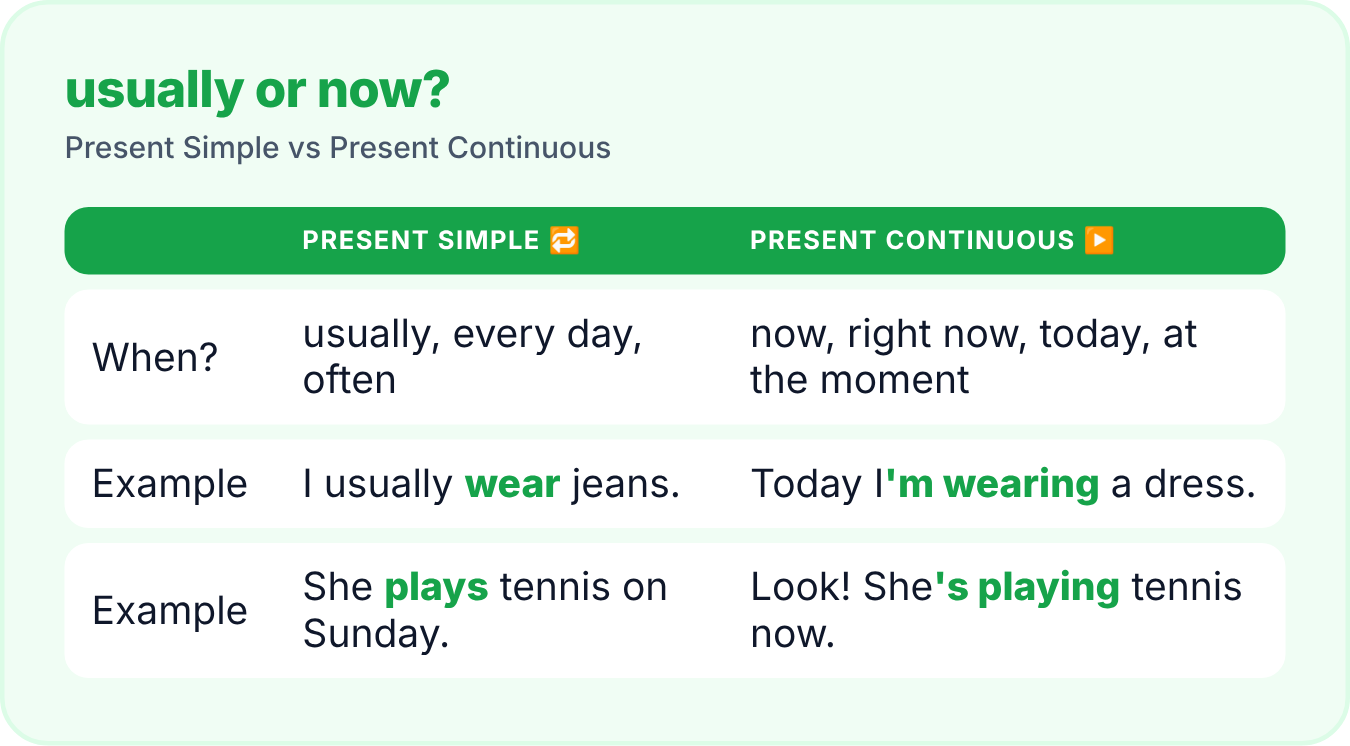 usually or now?
Present Simple vs Present Continuous
PRESENT SIMPLE 🔁 PRESENT CONTINUOUS ▶️
When? usually, every day, often now, right now, today, at the moment
Example I usually wear jeans. Today I'm wearing a dress.
Example She plays tennis on Sunday. Look! She's playing tennis now.